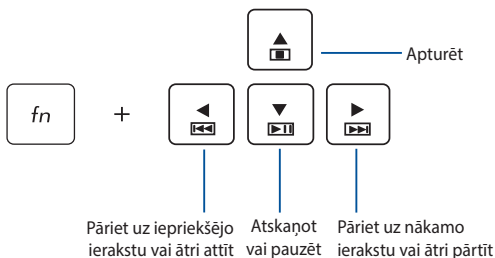 Apturēt
fn +
Pāriet uz iepriekšējo
ierakstu vai ātri attīt
Atskaņot
vai pauzēt
Pāriet uz nākamo
ierakstu vai ātri pārtīt